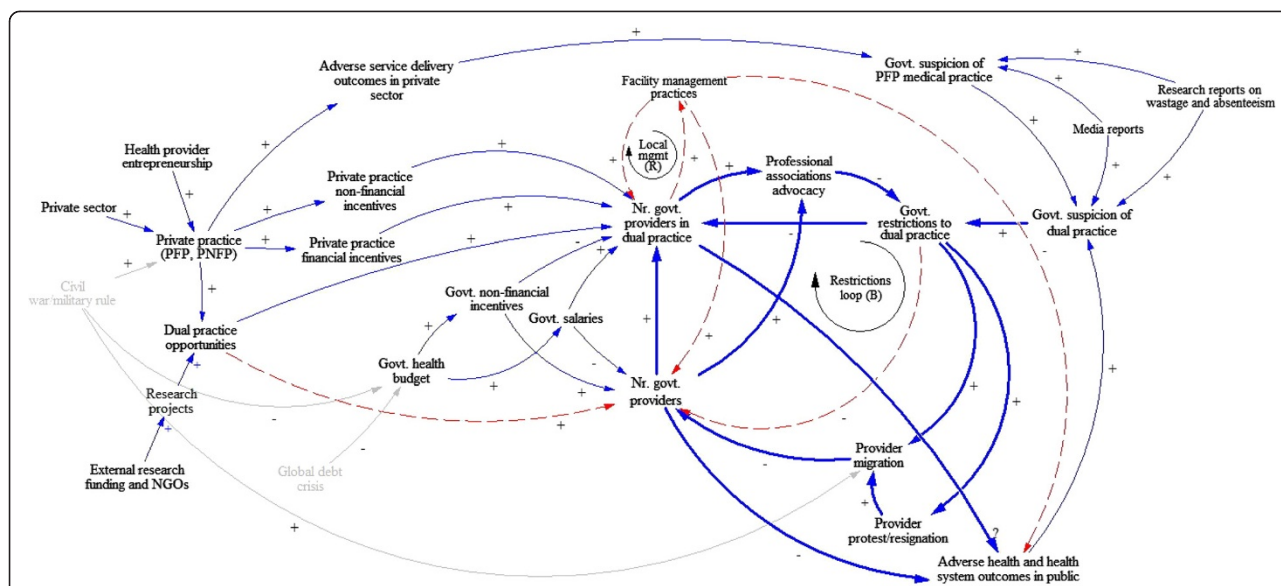 Adverse service delivery
outcomes in private
sector
Govt. suspicion of
PFP medical practice
Facility management
practices
Research reports on
wastage and absenteeism
Media reports
Health provider
entrepreneurship
Local
mgmt
(R)
Professional
associations
advocacy
Private practice
non-financial
incentives
Private sector
Nr. govt.
providers in
dual practice
Govt.
restrictions to
dual practice
Govt. suspicion of
dual practice
Private practice
(PFP, PNFP)
Private practice
financial incentives
Restrictions
loop (B)
Civil
war/military rule
Govt. non-financial
incentives
Govt. salaries
Dual practice
opportunities
Govt. health
budget
Nr. govt.
providers
Research
projects
Provider
migration
External research
funding and NGOs
Global debt
crisis
Provider
protest/resignation
?
Adverse health and health
system outcomes in public